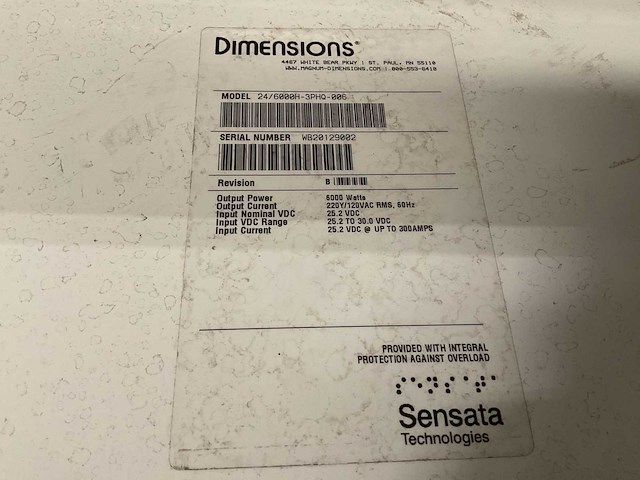 DIMENSIONS®
4467 WHITE BEAR PKWY | ST. PAUL, MN 55110
WWW.MAGNUM-DIMENSIONS.COM | 800-553-6418
MODEL 24/6000H-3PHQ-006
SERIAL NUMBER WB20129002
Revision B
Output Power 6000 Watts
Output Current 220Y/120VAC RMS, 60Hz
Input Nominal VDC 25.2 VDC
Input VDC Range 25.2 TO 30.0 VDC
Input Current 25.2 VDC @ UP TO 300AMPS
PROVIDED WITH INTEGRAL
PROTECTION AGAINST OVERLOAD
Sensata
Technologies